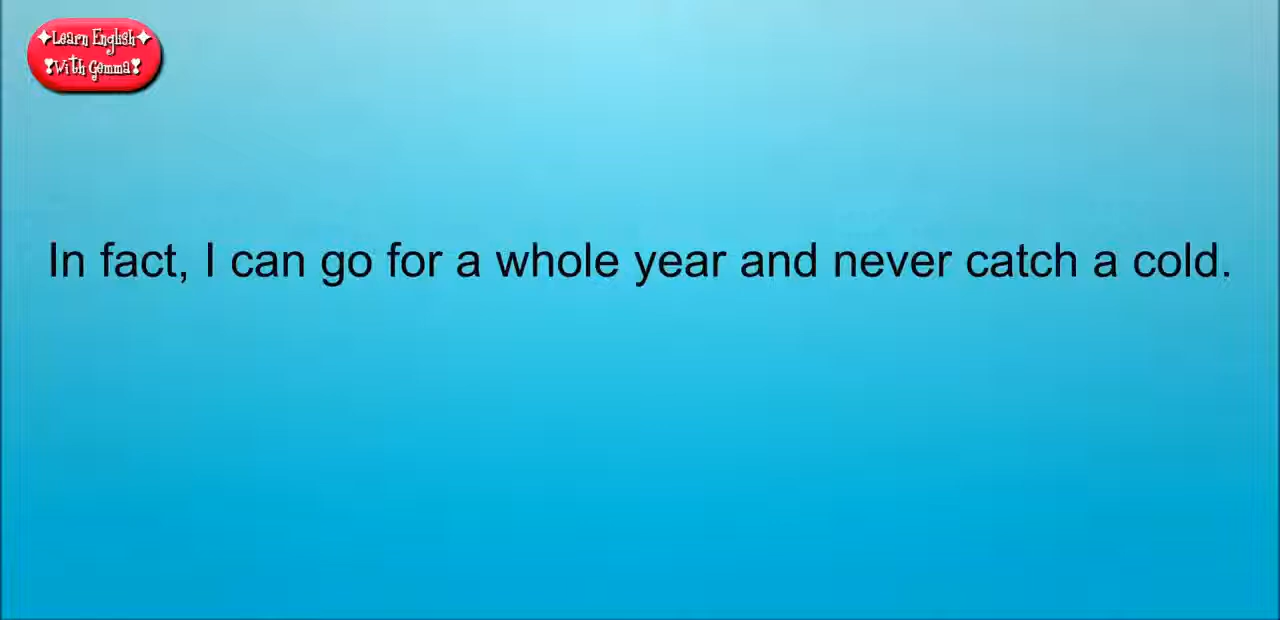 ✦Learn English✦
❣With Gemma❣
In fact, I can go for a whole year and never catch a cold.